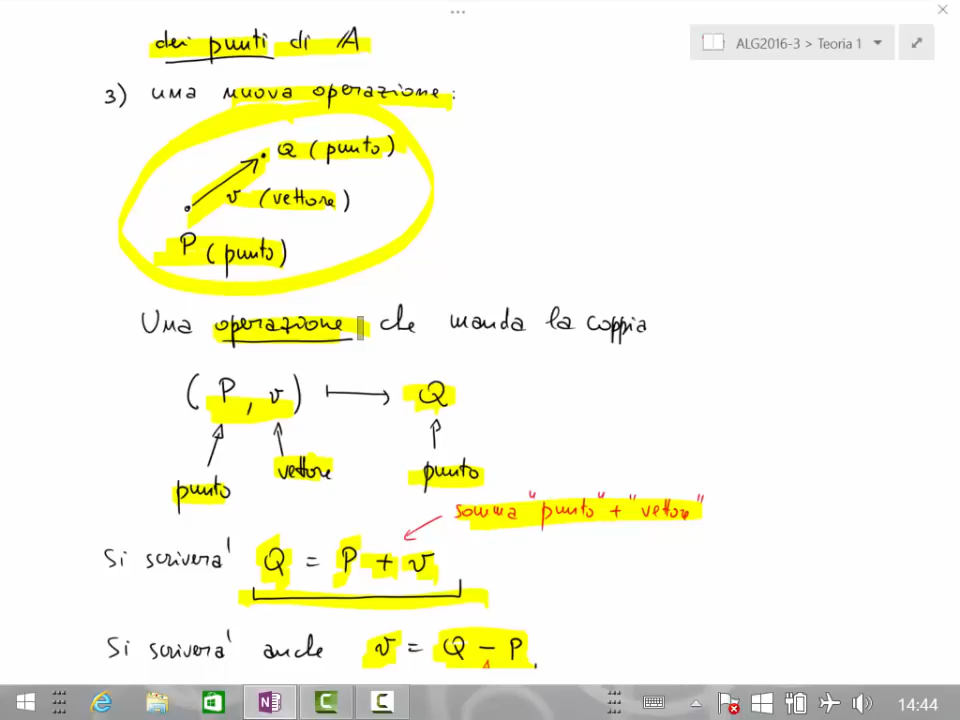 ALG2016-3 > Teoria 1
dei punti di A
3) una nuova operazione:
Q (punto)
v (vettore)
P (punto)
Una operazione che manda la coppia
(P, v) ⟼ Q
vettore
punto
punto
somma "punto" + "vettore"
Si scriverà Q = P + v
Si scriverà anche v = Q - P.
14:44